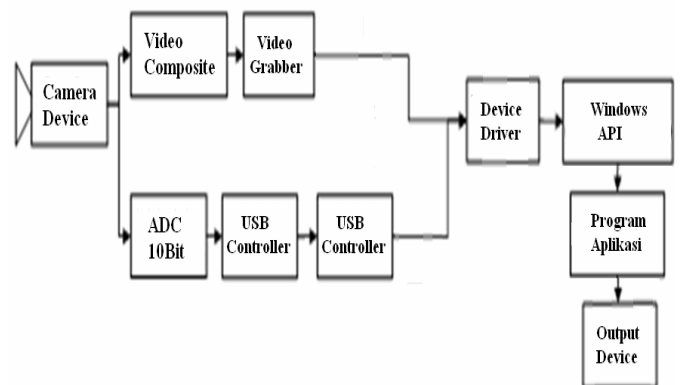 Camera
Device
Video
Composite
Video
Grabber
ADC
10Bit
USB
Controller
USB
Controller
Device
Driver
Windows
API
Program
Aplikasi
Output
Device